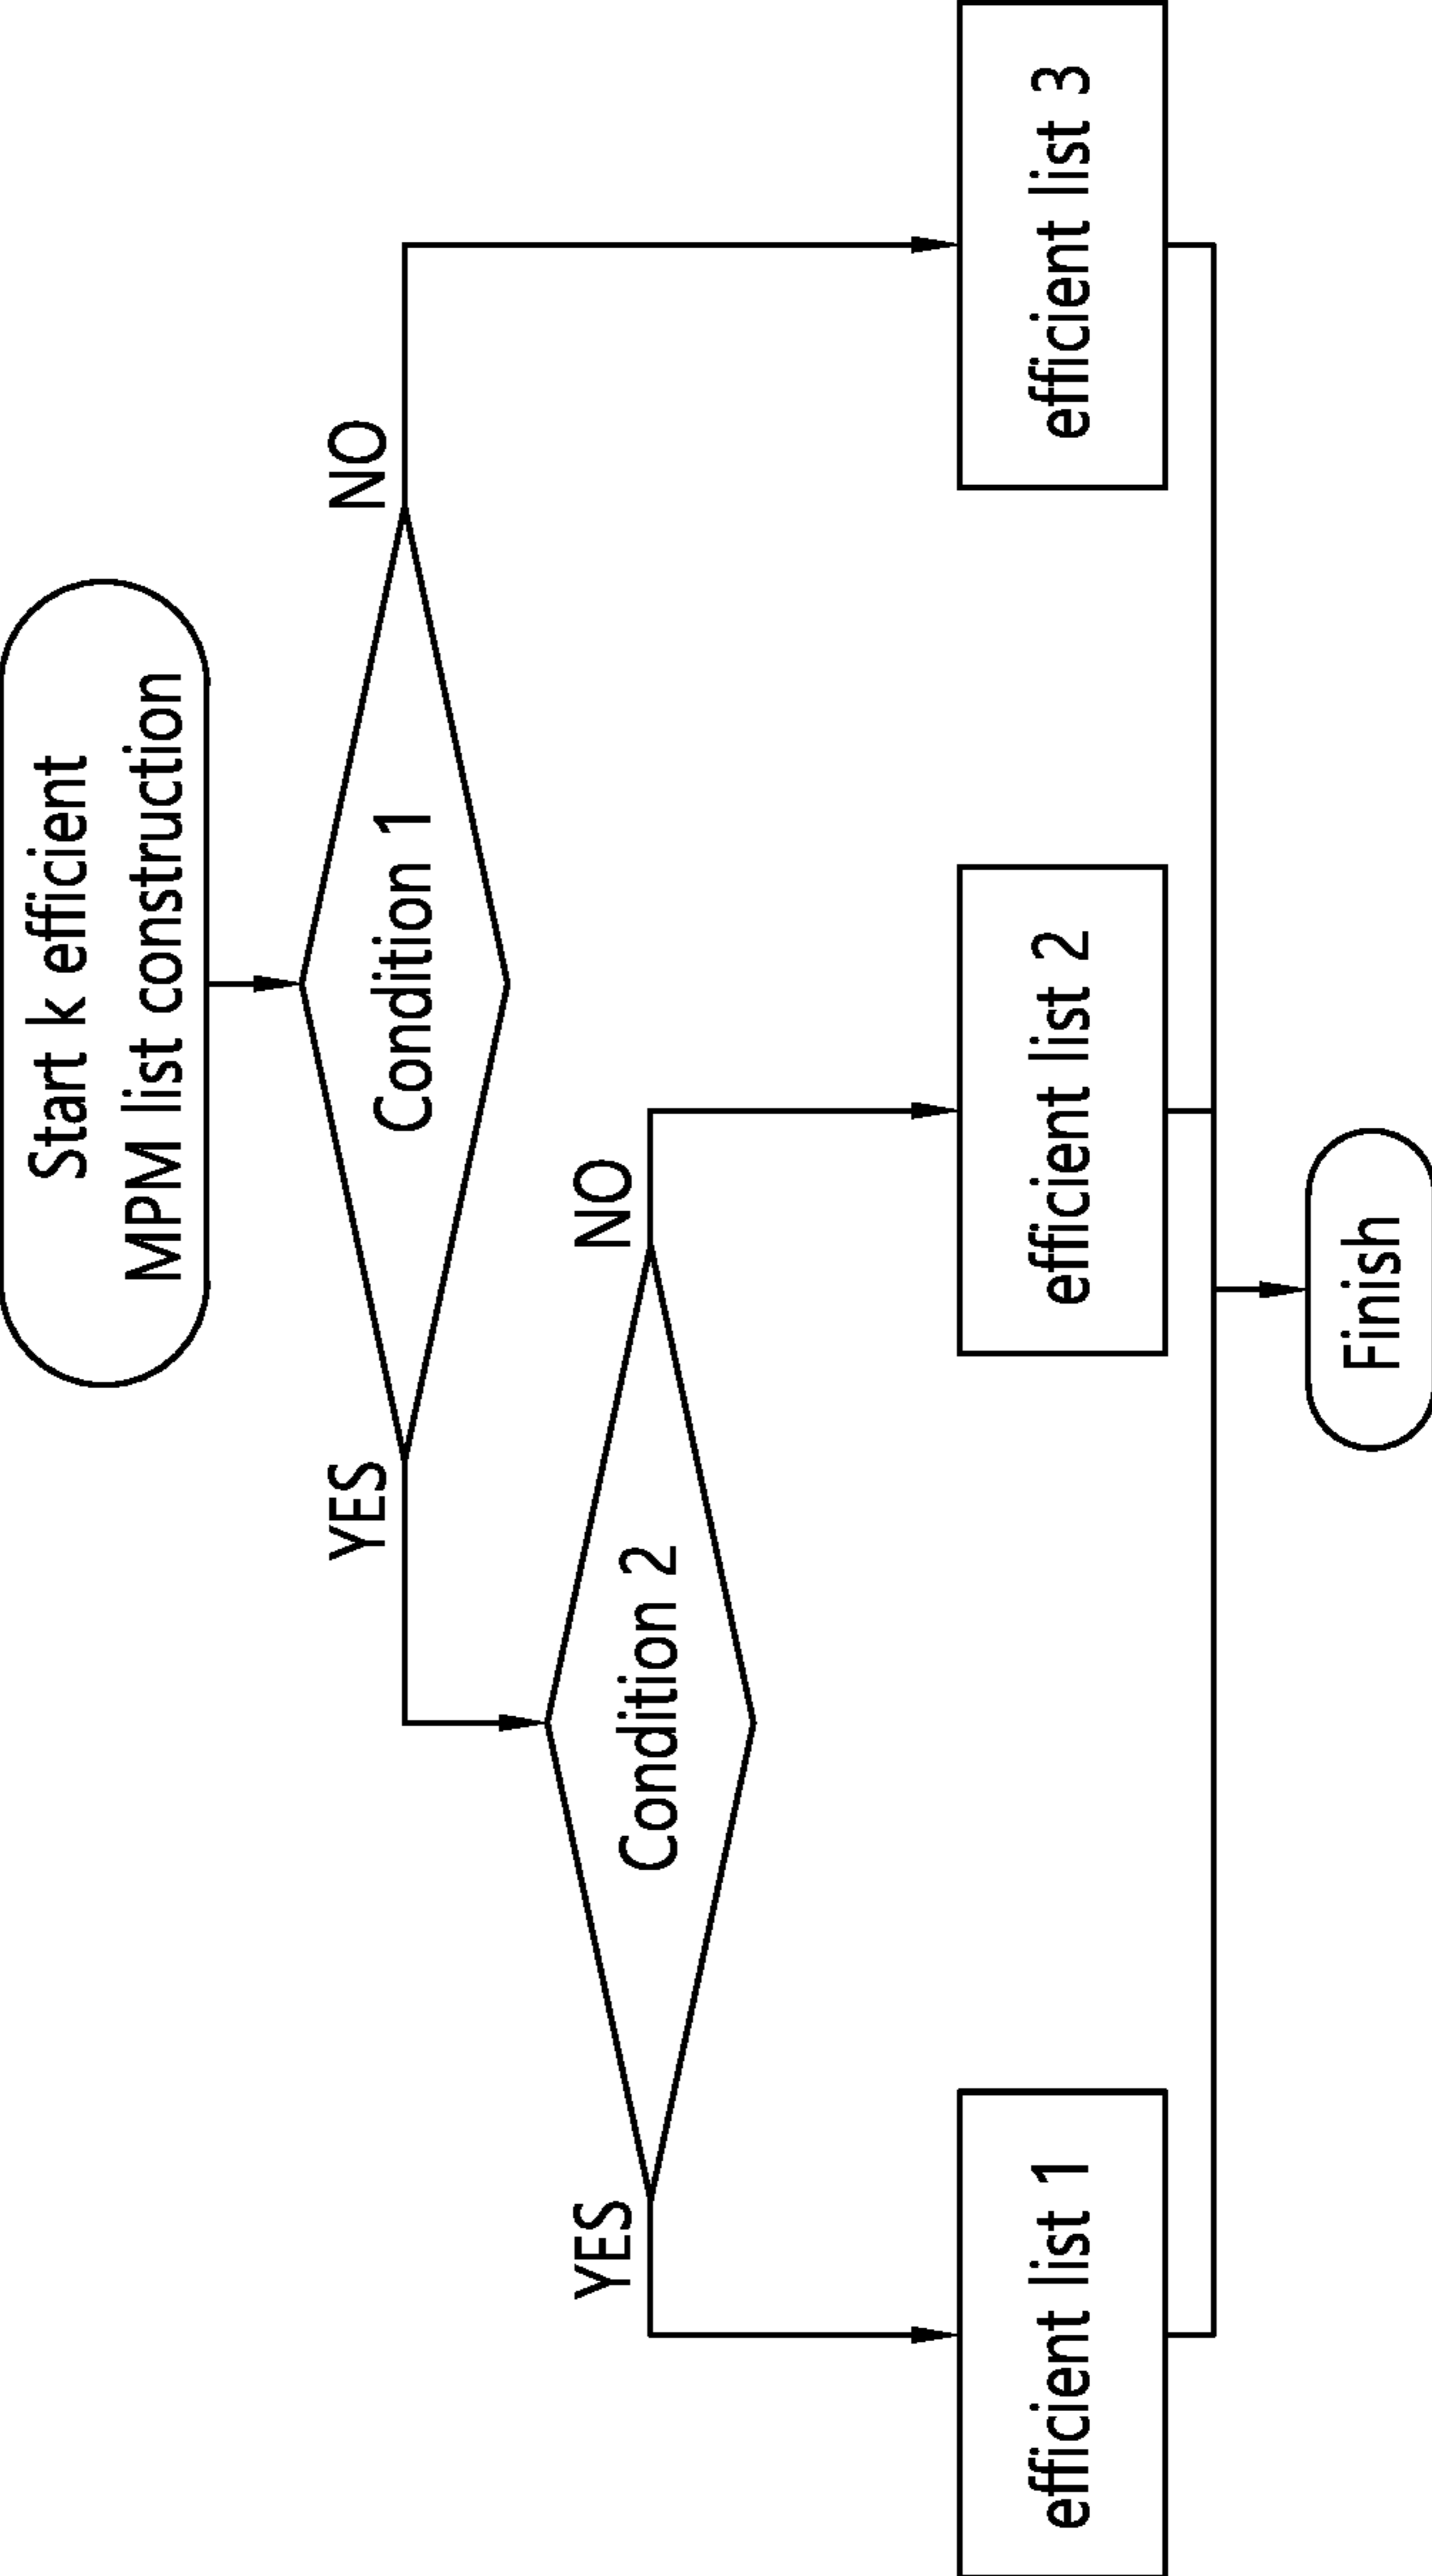 Start k efficient
MPM list construction
Condition 1
YES
NO
Condition 2
YES
NO
efficient list 1
efficient list 2
efficient list 3
Finish